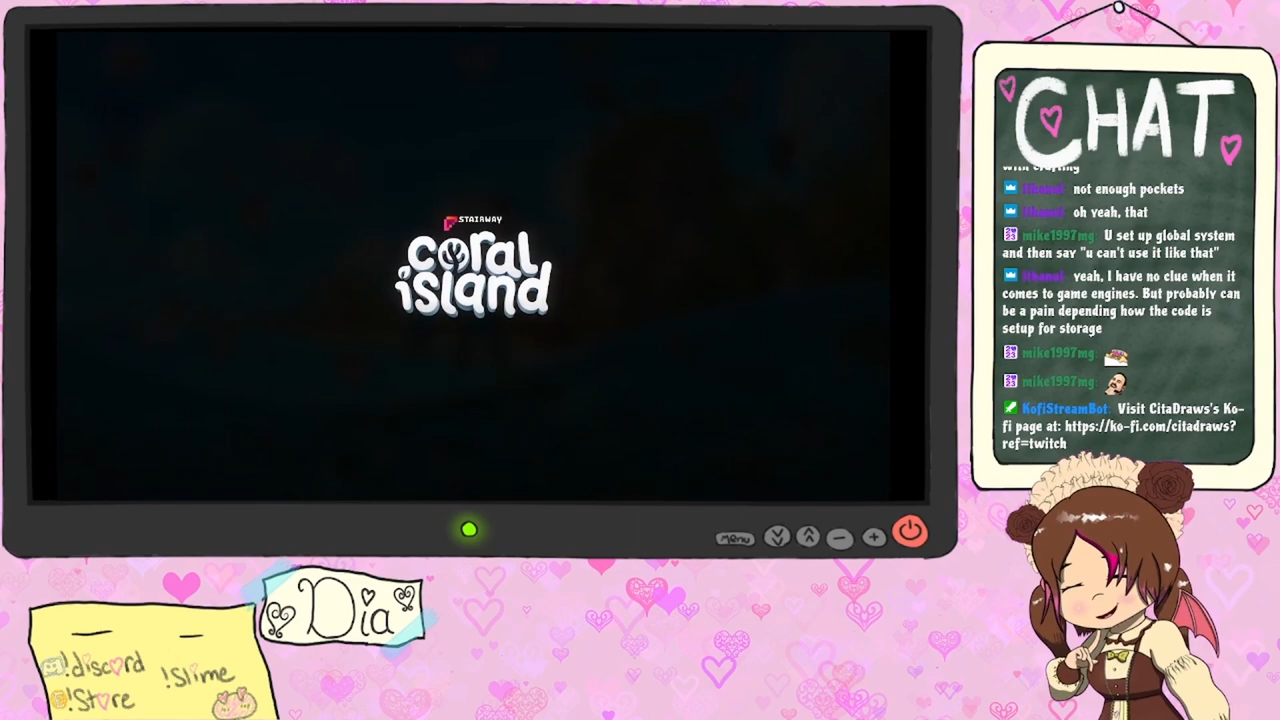 STAIRWAY
coral
island
Menu
CHAT
with crafting
not enough pockets
oh yeah, that
mike1997mg: U set up global system
and then say "u can't use it like that"
yeah, I have no clue when it
comes to game engines. But probably can
be a pain depending how the code is
setup for storage
mike1997mg:
mike1997mg:
KofiStreamBot: Visit CitaDraws's Ko-
fi page at: https://ko-fi.com/citadraws?
ref=twitch
Dia
!discord
!Slime
!Store